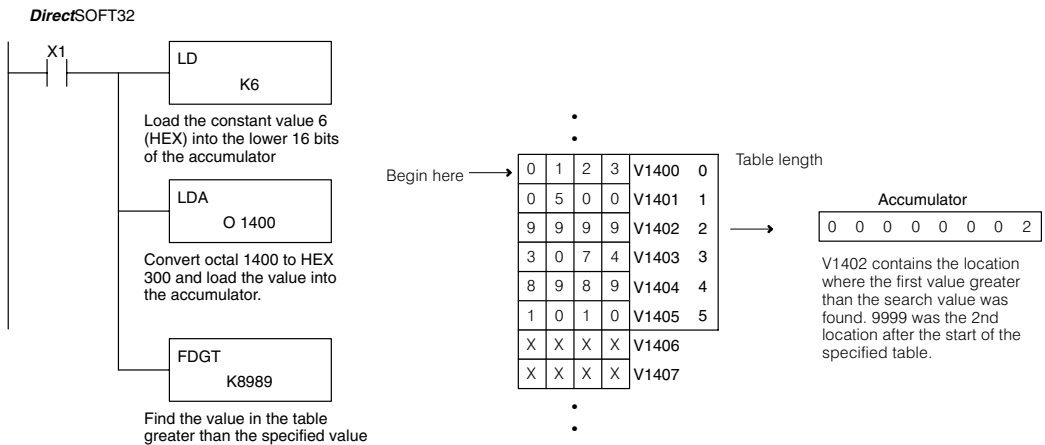 DirectSOFT32
X1
LD
K6
Load the constant value 6
(HEX) into the lower 16 bits
of the accumulator
LDA
O 1400
Convert octal 1400 to HEX
300 and load the value into
the accumulator.
FDGT
K8989
Find the value in the table
greater than the specified value
Begin here
Table length
0 1 2 3 V1400 0
0 5 0 0 V1401 1
9 9 9 9 V1402 2
3 0 7 4 V1403 3
8 9 8 9 V1404 4
1 0 1 0 V1405 5
X X X X V1406
X X X X V1407
Accumulator
0 0 0 0 0 0 0 2
V1402 contains the location
where the first value greater
than the search value was
found. 9999 was the 2nd
location after the start of the
specified table.